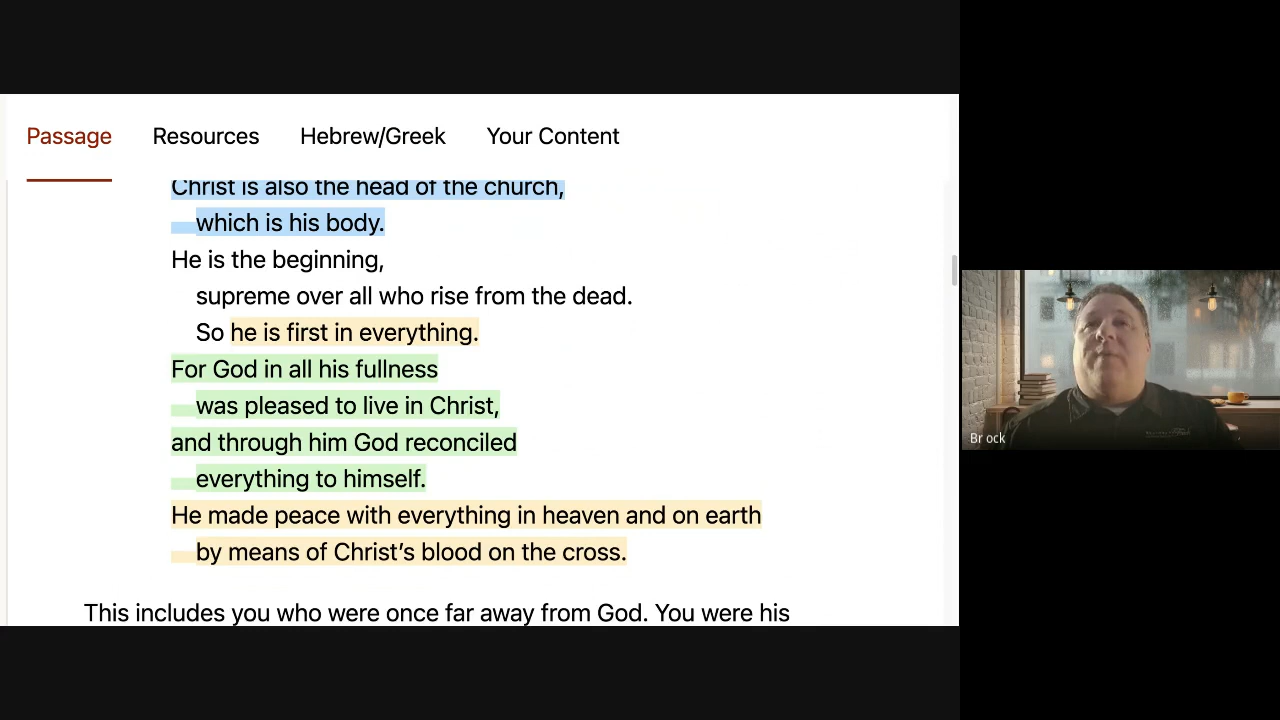 Passage Resources Hebrew/Greek Your Content
Christ is also the head of the church,
which is his body.
He is the beginning,
supreme over all who rise from the dead.
So he is first in everything.
For God in all his fullness
was pleased to live in Christ,
and through him God reconciled
everything to himself.
He made peace with everything in heaven and on earth
by means of Christ’s blood on the cross.
This includes you who were once far away from God. You were his
Br ock